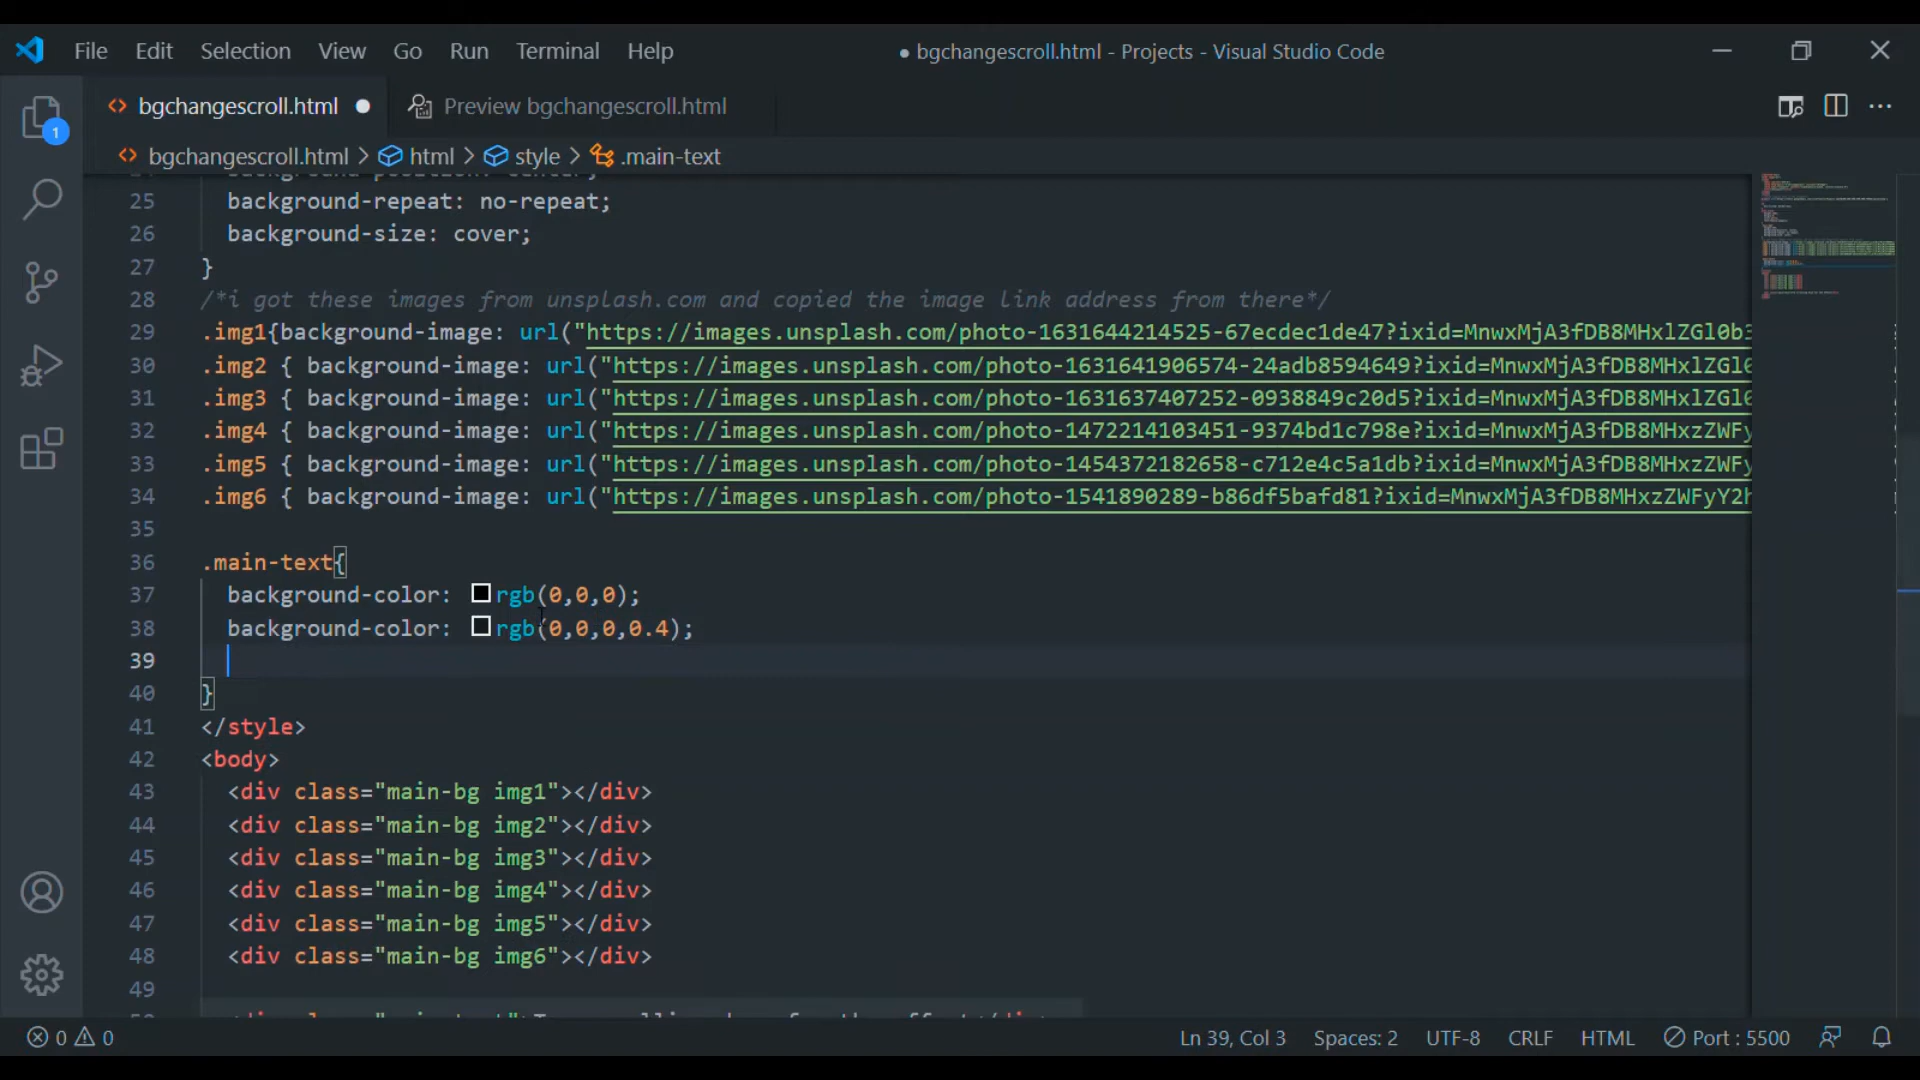 File Edit Selection View Go Run Terminal Help ● bgchangescroll.html - Projects - Visual Studio Code
<> bgchangescroll.html ● Preview bgchangescroll.html
1
<> bgchangescroll.html > html > style > .main-text
25 background-repeat: no-repeat;
26 background-size: cover;
27 }
28 /*i got these images from unsplash.com and copied the image link address from there*/
29 .img1{background-image: url("https://images.unsplash.com/photo-1631644214525-67ecdec1de47?ixid=MnwxMjA3fDB8MHxlZGl0b3
30 .img2 { background-image: url("https://images.unsplash.com/photo-1631641906574-24adb8594649?ixid=MnwxMjA3fDB8MHxlZGl0
31 .img3 { background-image: url("https://images.unsplash.com/photo-1631637407252-0938849c20d5?ixid=MnwxMjA3fDB8MHxlZGl0
32 .img4 { background-image: url("https://images.unsplash.com/photo-1472214103451-9374bd1c798e?ixid=MnwxMjA3fDB8MHxzZWFy
33 .img5 { background-image: url("https://images.unsplash.com/photo-1454372182658-c712e4c5a1db?ixid=MnwxMjA3fDB8MHxzZWFy
34 .img6 { background-image: url("https://images.unsplash.com/photo-1541890289-b86df5bafd81?ixid=MnwxMjA3fDB8MHxzZWFyY2h
35
36 .main-text{
37 background-color: rgb(0,0,0);
38 background-color: rgb(0,0,0,0.4);
39
40 }
41 </style>
42 <body>
43 <div class="main-bg img1"></div>
44 <div class="main-bg img2"></div>
45 <div class="main-bg img3"></div>
46 <div class="main-bg img4"></div>
47 <div class="main-bg img5"></div>
48 <div class="main-bg img6"></div>
49
0 0 Ln 39, Col 3 Spaces: 2 UTF-8 CRLF HTML Port : 5500